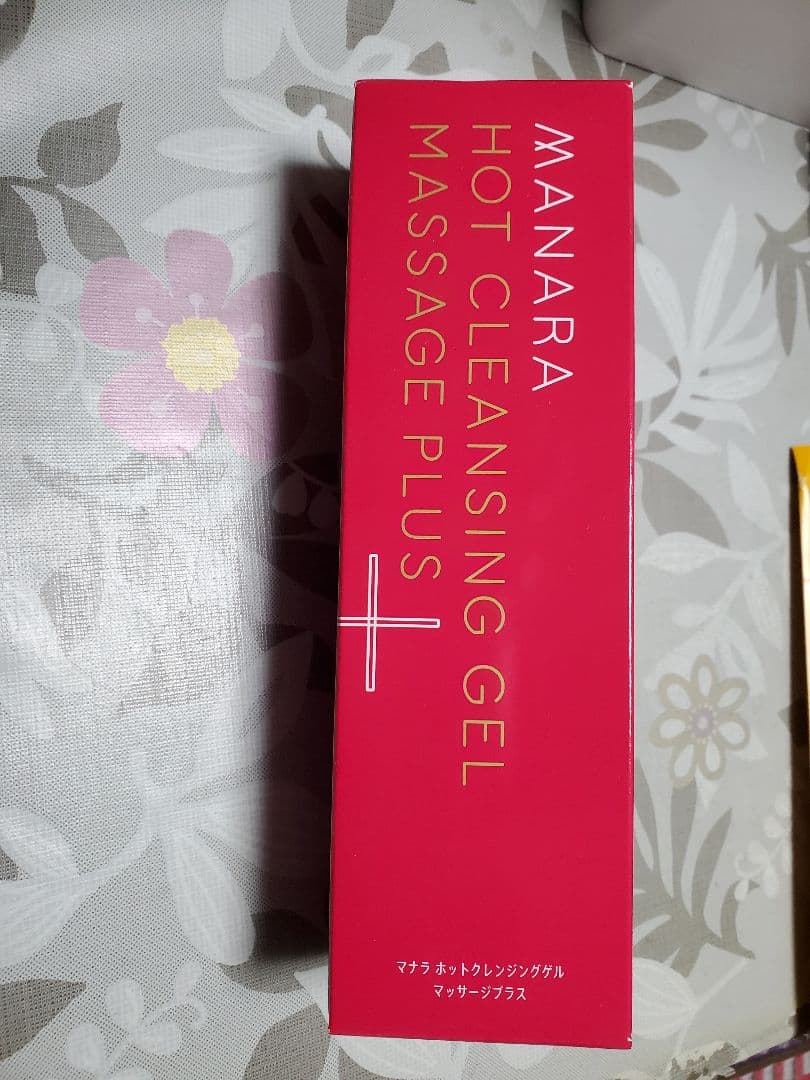 MANARA
HOT CLEANSING GEL
MASSAGE PLUS
マナラ ホットクレンジングゲル
マッサージプラス